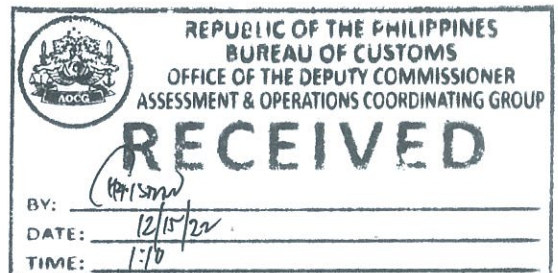 REPUBLIC OF THE PHILIPPINES
BUREAU OF CUSTOMS
OFFICE OF THE DEPUTY COMMISSIONER
ASSESSMENT & OPERATIONS COORDINATING GROUP
AOCG
RECEIVED
BY:
DATE: 12/15/22
TIME: 1:10